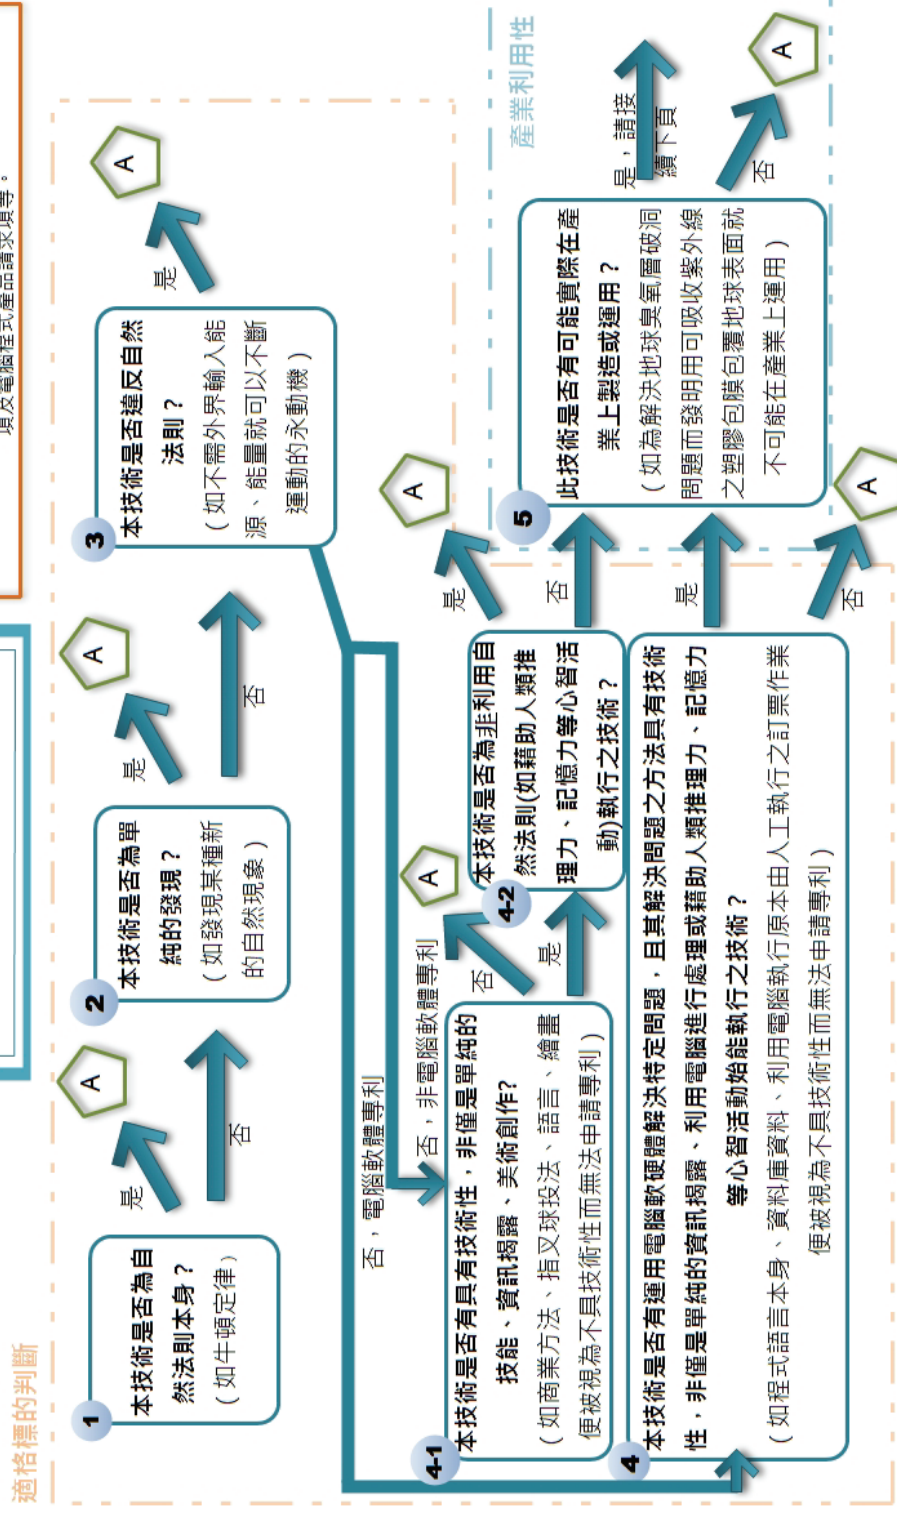 項及電腦程式產品請求項等。
適格標的判斷
1
本技術是否為自
然法則本身？
（如牛頓定律）
是
A
否
2
本技術是否為單
純的發現？
（如發現某種新
的自然現象）
是
A
否
3
本技術是否違反自然
法則？
（如不需外界輸入能
源、能量就可以不斷
運動的永動機）
是
A
否，電腦軟體專利
否，非電腦軟體專利
4-1
本技術是否有具有技術性，非僅是單純的
技能、資訊揭露、美術創作?
（如商業方法、指叉球投法、語言、繪畫
便被視為不具技術性而無法申請專利）
否
A
是
4-2
本技術是否為非利用自
然法則(如藉助人類推
理力、記憶力等心智活
動)執行之技術？
是
A
否
4
本技術是否有運用電腦軟硬體解決特定問題，且其解決問題之方法具有技術
性，非僅是單純的資訊揭露、利用電腦進行處理或藉助人類推理力、記憶力
等心智活動始能執行之技術？
（如程式語言本身、資料庫資料、利用電腦執行原本由人工執行之訂票作業
便被視為不具技術性而無法申請專利）
是
否
A
產業利用性
5
此技術是否有可能實際在產
業上製造或運用？
（如為解決地球臭氧層破洞
問題而發明用可吸收紫外線
之塑膠包膜包覆地球表面就
不可能在產業上運用）
是，請接
續下頁
否
A